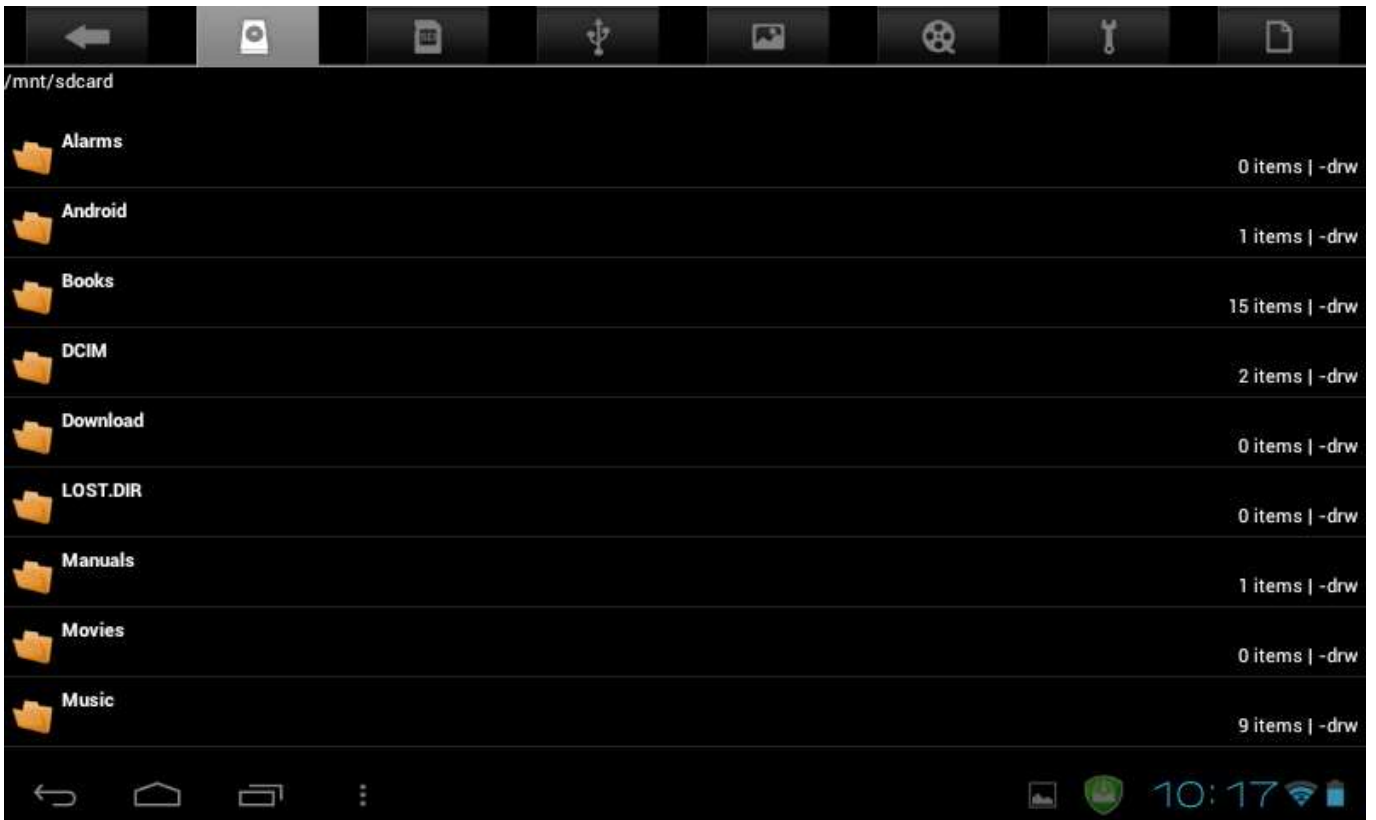 /mnt/sdcard
Alarms
0 items | -drw
Android
1 items | -drw
Books
15 items | -drw
DCIM
2 items | -drw
Download
0 items | -drw
LOST.DIR
0 items | -drw
Manuals
1 items | -drw
Movies
0 items | -drw
Music
9 items | -drw
10:17